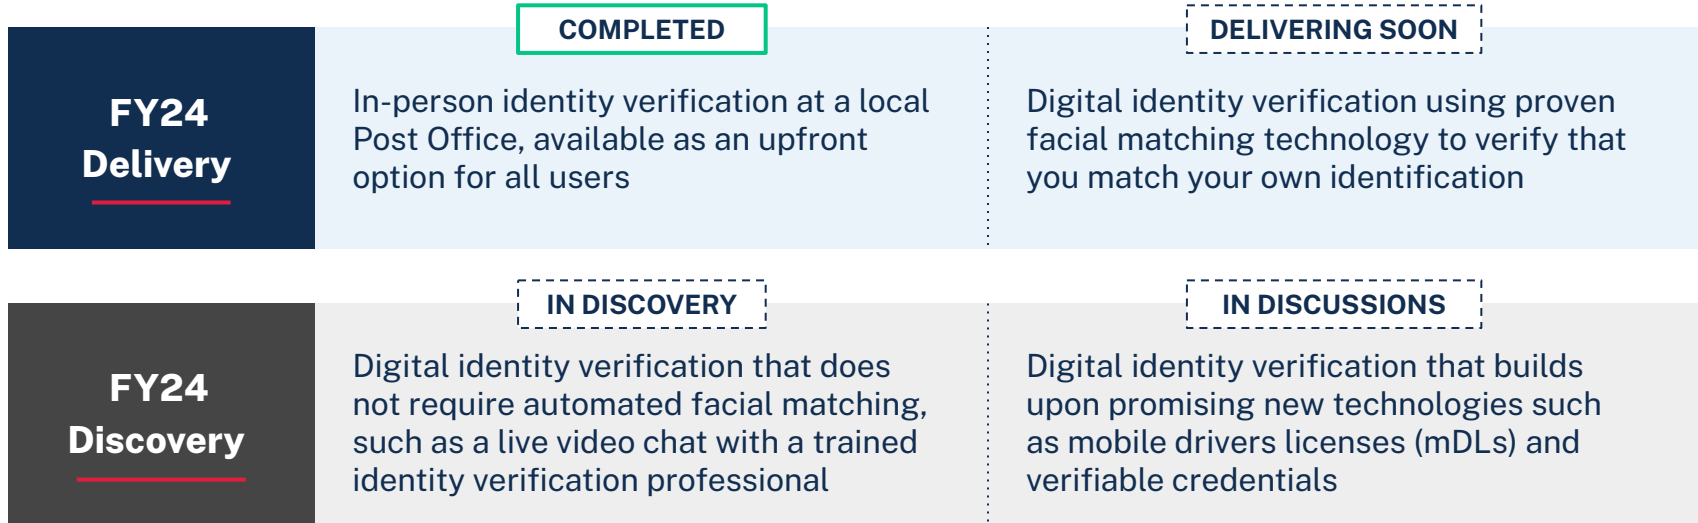 FY24
Delivery
COMPLETED
In-person identity verification at a local
Post Office, available as an upfront
option for all users
DELIVERING SOON
Digital identity verification using proven
facial matching technology to verify that
you match your own identification
FY24
Discovery
IN DISCOVERY
Digital identity verification that does
not require automated facial matching,
such as a live video chat with a trained
identity verification professional
IN DISCUSSIONS
Digital identity verification that builds
upon promising new technologies such
as mobile drivers licenses (mDLs) and
verifiable credentials